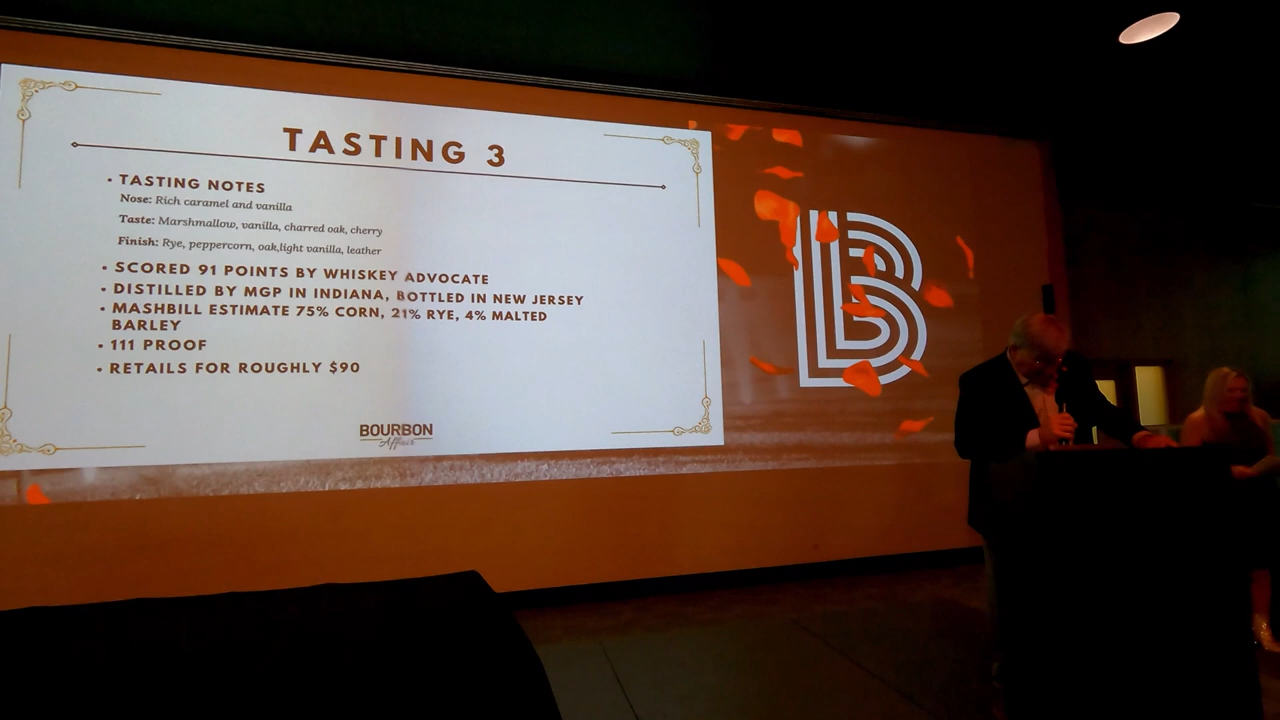 TASTING 3
• TASTING NOTES
Nose: Rich caramel and vanilla
Taste: Marshmallow, vanilla, charred oak, cherry
Finish: Rye, peppercorn, oak,light vanilla, leather
• SCORED 91 POINTS BY WHISKEY ADVOCATE
• DISTILLED BY MGP IN INDIANA, BOTTLED IN NEW JERSEY
• MASHBILL ESTIMATE 75% CORN, 21% RYE, 4% MALTED
BARLEY
• 111 PROOF
• RETAILS FOR ROUGHLY $90
BOURBON
Affair
B